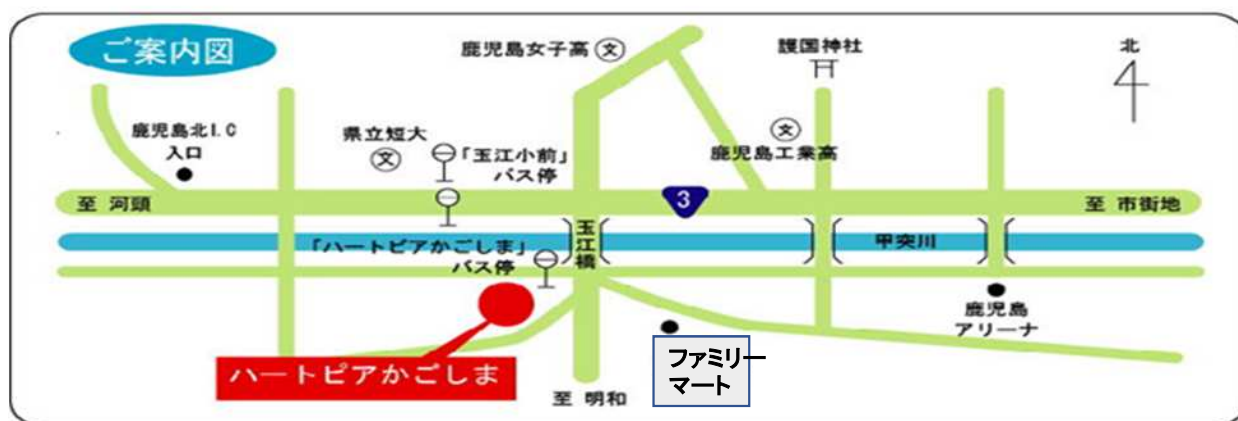 ご案内図
鹿児島女子高
文
護国神社
北
鹿児島北I.C
入口
県立短大
文
「玉江小前」
バス停
文
鹿児島工業高
至 河頭
3
至 市街地
玉江橋
甲突川
「ハートピアかごしま」
バス停
鹿児島
アリーナ
ハートピアかごしま
ファミリー
マート
至 明和